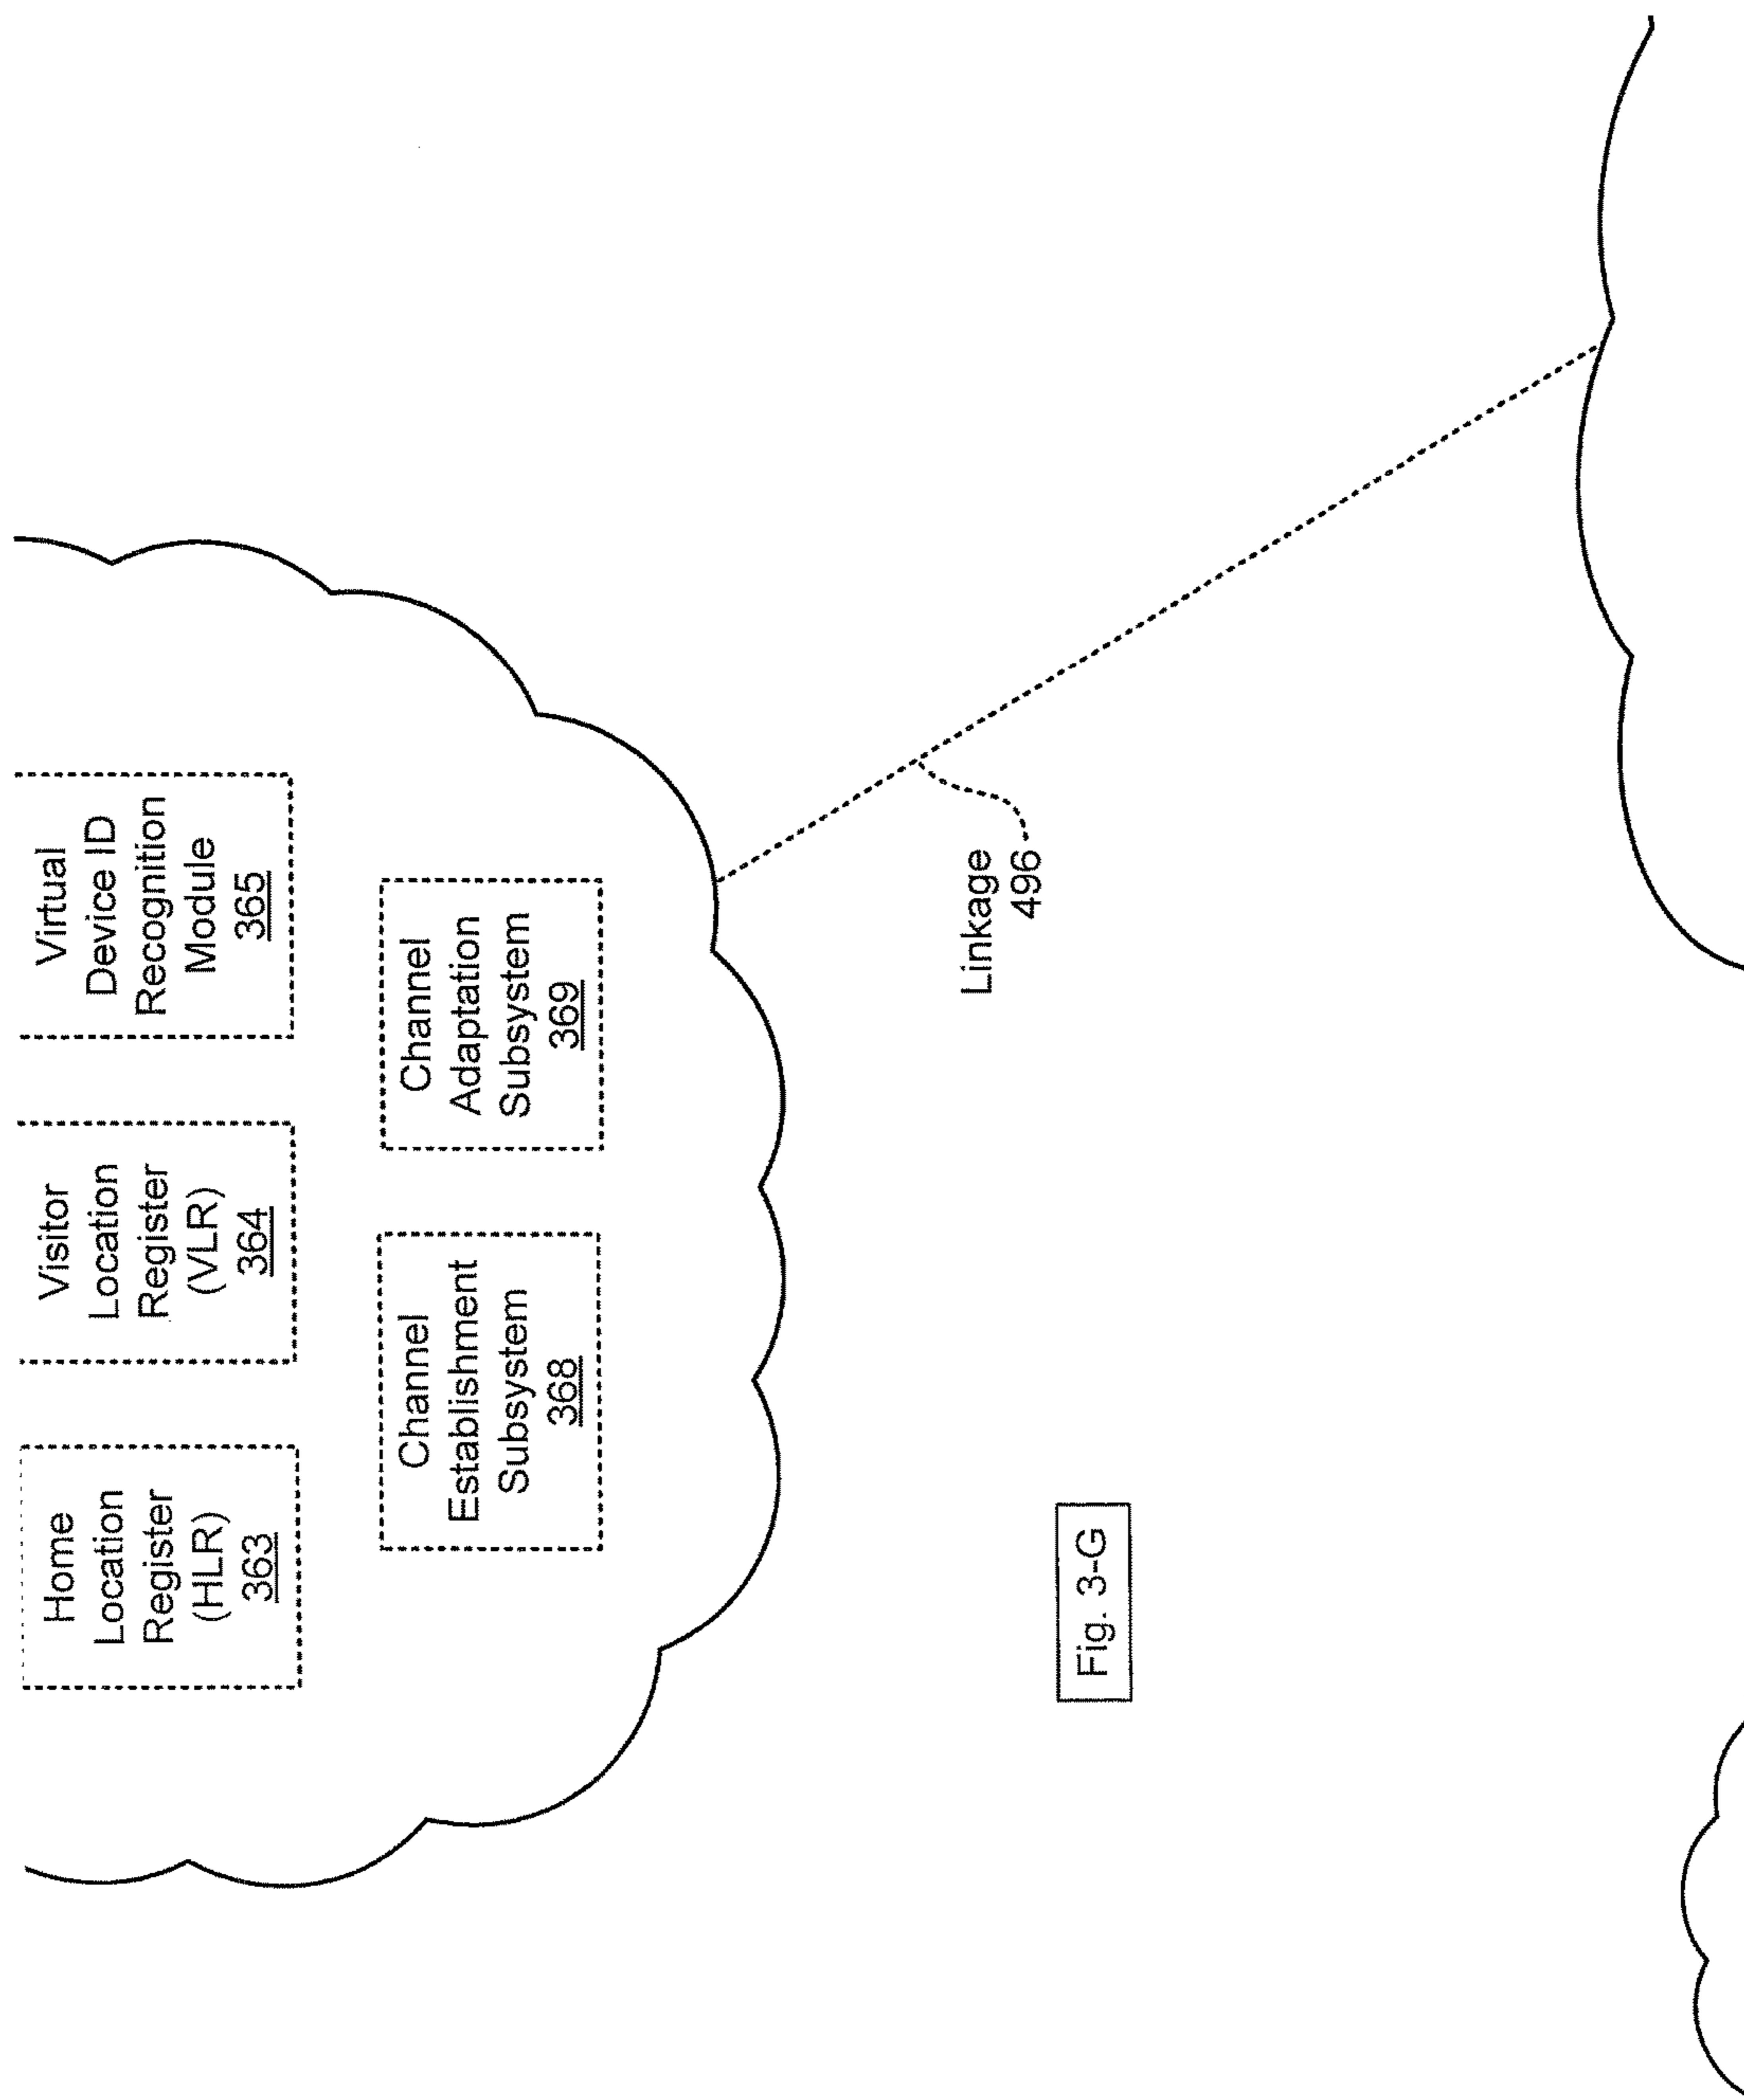 Home
Location
Register
(HLR)
363
Visitor
Location
Register
(VLR)
364
Virtual
Device ID
Recognition
Module
365
Channel
Establishment
Subsystem
368
Channel
Adaptation
Subsystem
369
Linkage
496
Fig. 3-G